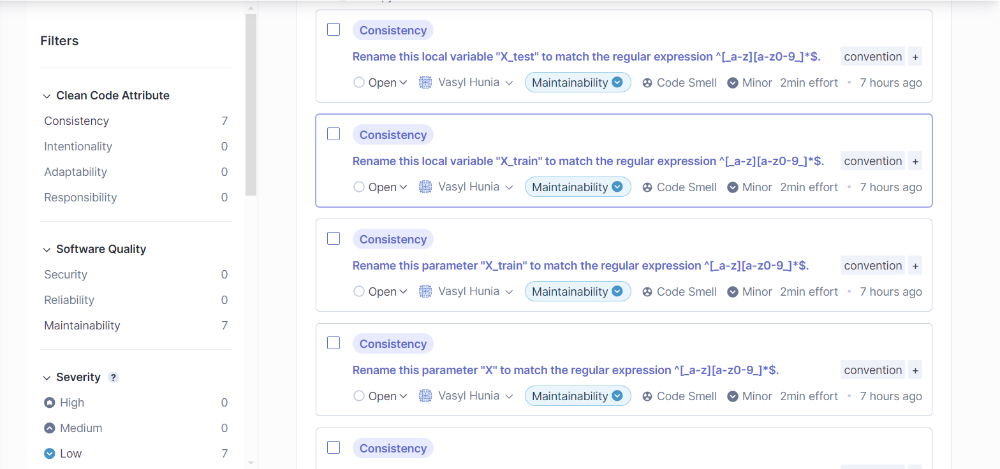 Filters
Clean Code Attribute
Consistency 7
Intentionality 0
Adaptability 0
Responsibility 0
Software Quality
Security 0
Reliability 0
Maintainability 7
Severity ?
High 0
Medium 0
Low 7
Consistency
Rename this local variable "X_test" to match the regular expression ^[_a-z][a-z0-9_]*$. convention +
Open Vasyl Hunia Maintainability Code Smell Minor 2min effort • 7 hours ago
Consistency
Rename this local variable "X_train" to match the regular expression ^[_a-z][a-z0-9_]*$. convention +
Open Vasyl Hunia Maintainability Code Smell Minor 2min effort • 7 hours ago
Consistency
Rename this parameter "X_train" to match the regular expression ^[_a-z][a-z0-9_]*$. convention +
Open Vasyl Hunia Maintainability Code Smell Minor 2min effort • 7 hours ago
Consistency
Rename this parameter "X" to match the regular expression ^[_a-z][a-z0-9_]*$. convention +
Open Vasyl Hunia Maintainability Code Smell Minor 2min effort • 7 hours ago
Consistency